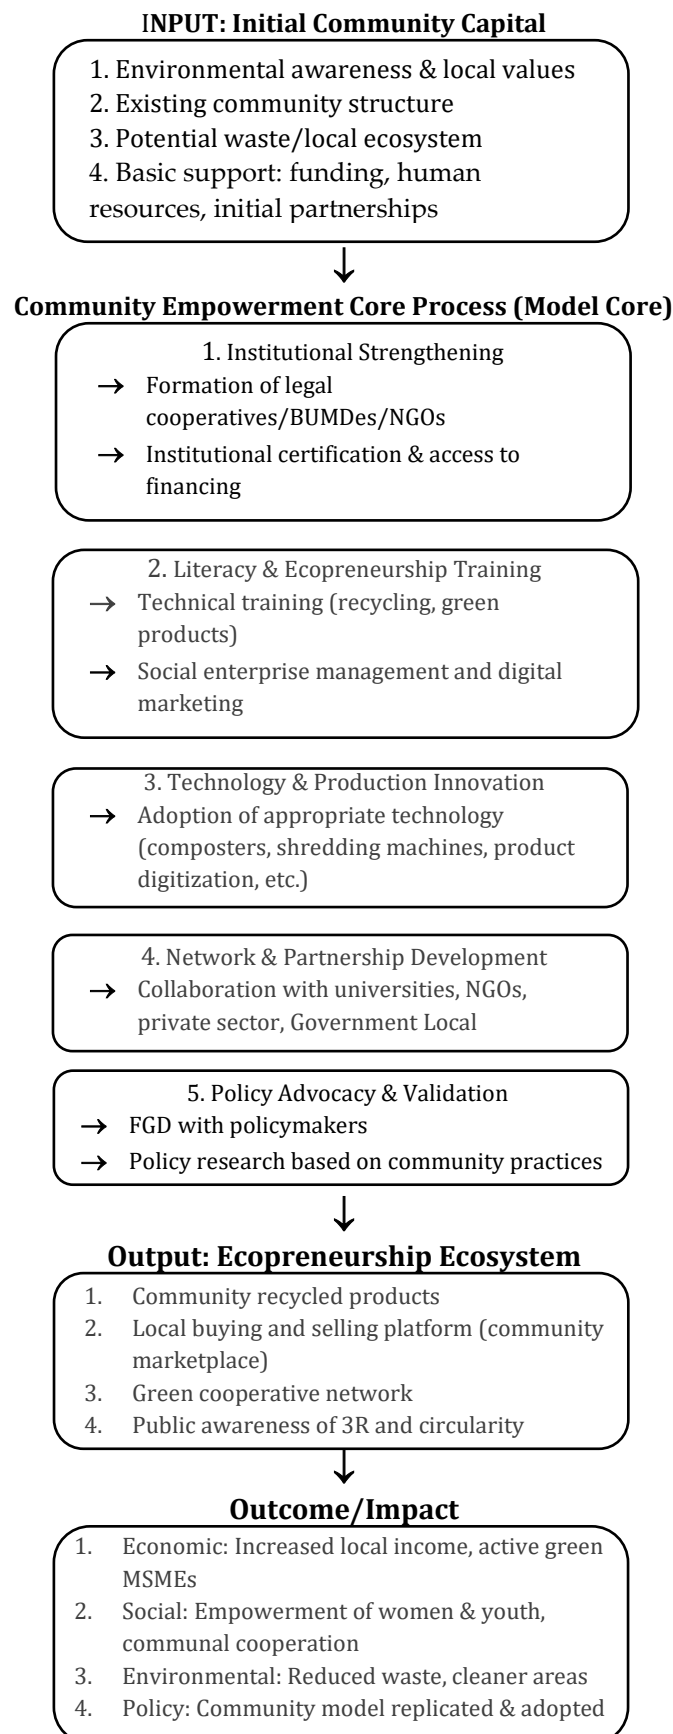 INPUT: Initial Community Capital
1. Environmental awareness & local values
2. Existing community structure
3. Potential waste/local ecosystem
4. Basic support: funding, human
resources, initial partnerships
↓
Community Empowerment Core Process (Model Core)
1. Institutional Strengthening
→ Formation of legal
cooperatives/BUMDes/NGOs
→ Institutional certification & access to
financing
2. Literacy & Ecopreneurship Training
→ Technical training (recycling, green
products)
→ Social enterprise management and digital
marketing
3. Technology & Production Innovation
→ Adoption of appropriate technology
(composters, shredding machines, product
digitization, etc.)
4. Network & Partnership Development
→ Collaboration with universities, NGOs,
private sector, Government Local
5. Policy Advocacy & Validation
→ FGD with policymakers
→ Policy research based on community practices
↓
Output: Ecopreneurship Ecosystem
1. Community recycled products
2. Local buying and selling platform (community
marketplace)
3. Green cooperative network
4. Public awareness of 3R and circularity
↓
Outcome/Impact
1. Economic: Increased local income, active green
MSMEs
2. Social: Empowerment of women & youth,
communal cooperation
3. Environmental: Reduced waste, cleaner areas
4. Policy: Community model replicated & adopted